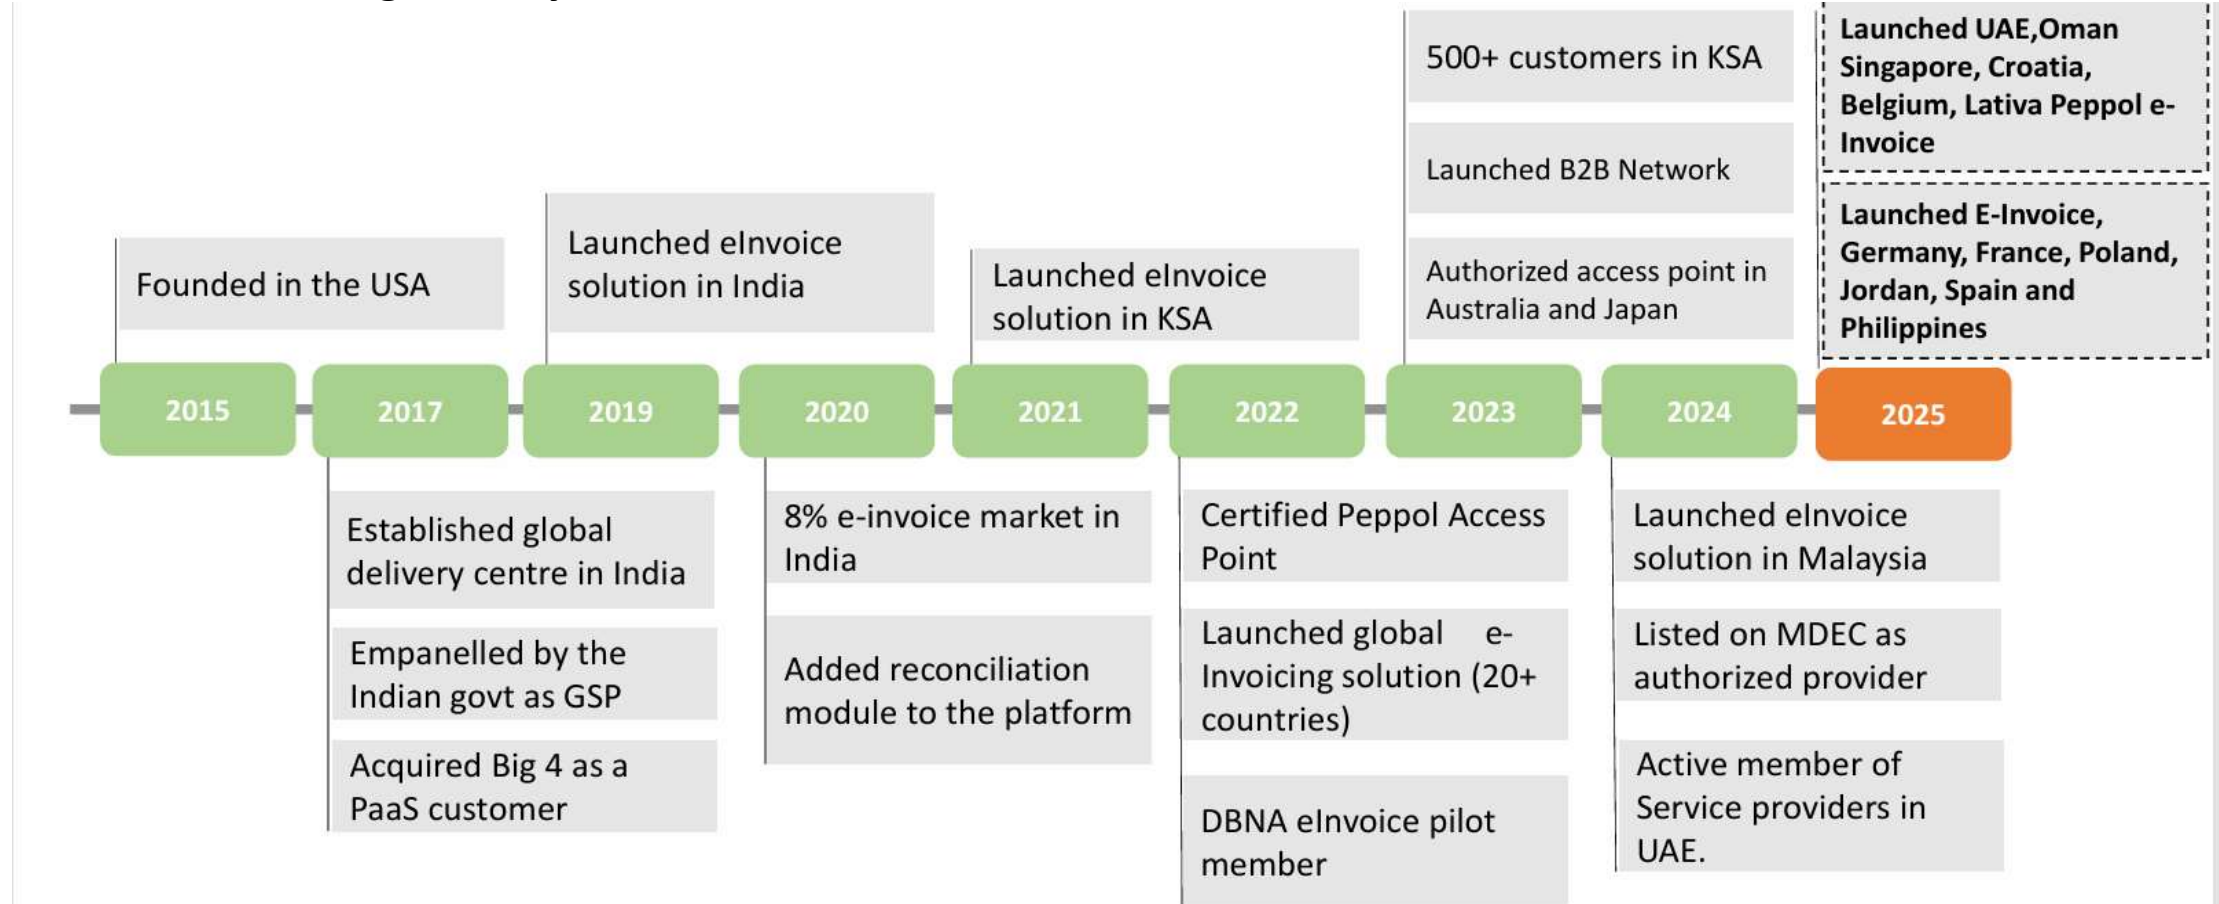 500+ customers in KSA
Launched B2B Network
Authorized access point in
Australia and Japan
Launched UAE,Oman
Singapore, Croatia,
Belgium, Lativa Peppol e-
Invoice
Launched E-Invoice,
Germany, France, Poland,
Jordan, Spain and
Philippines
Founded in the USA
Launched eInvoice
solution in India
Launched eInvoice
solution in KSA
2015
2017
2019
2020
2021
2022
2023
2024
2025
Established global
delivery centre in India
Empanelled by the
Indian govt as GSP
Acquired Big 4 as a
PaaS customer
8% e-invoice market in
India
Added reconciliation
module to the platform
Certified Peppol Access
Point
Launched global e-
Invoicing solution (20+
countries)
DBNA eInvoice pilot
member
Launched eInvoice
solution in Malaysia
Listed on MDEC as
authorized provider
Active member of
Service providers in
UAE.